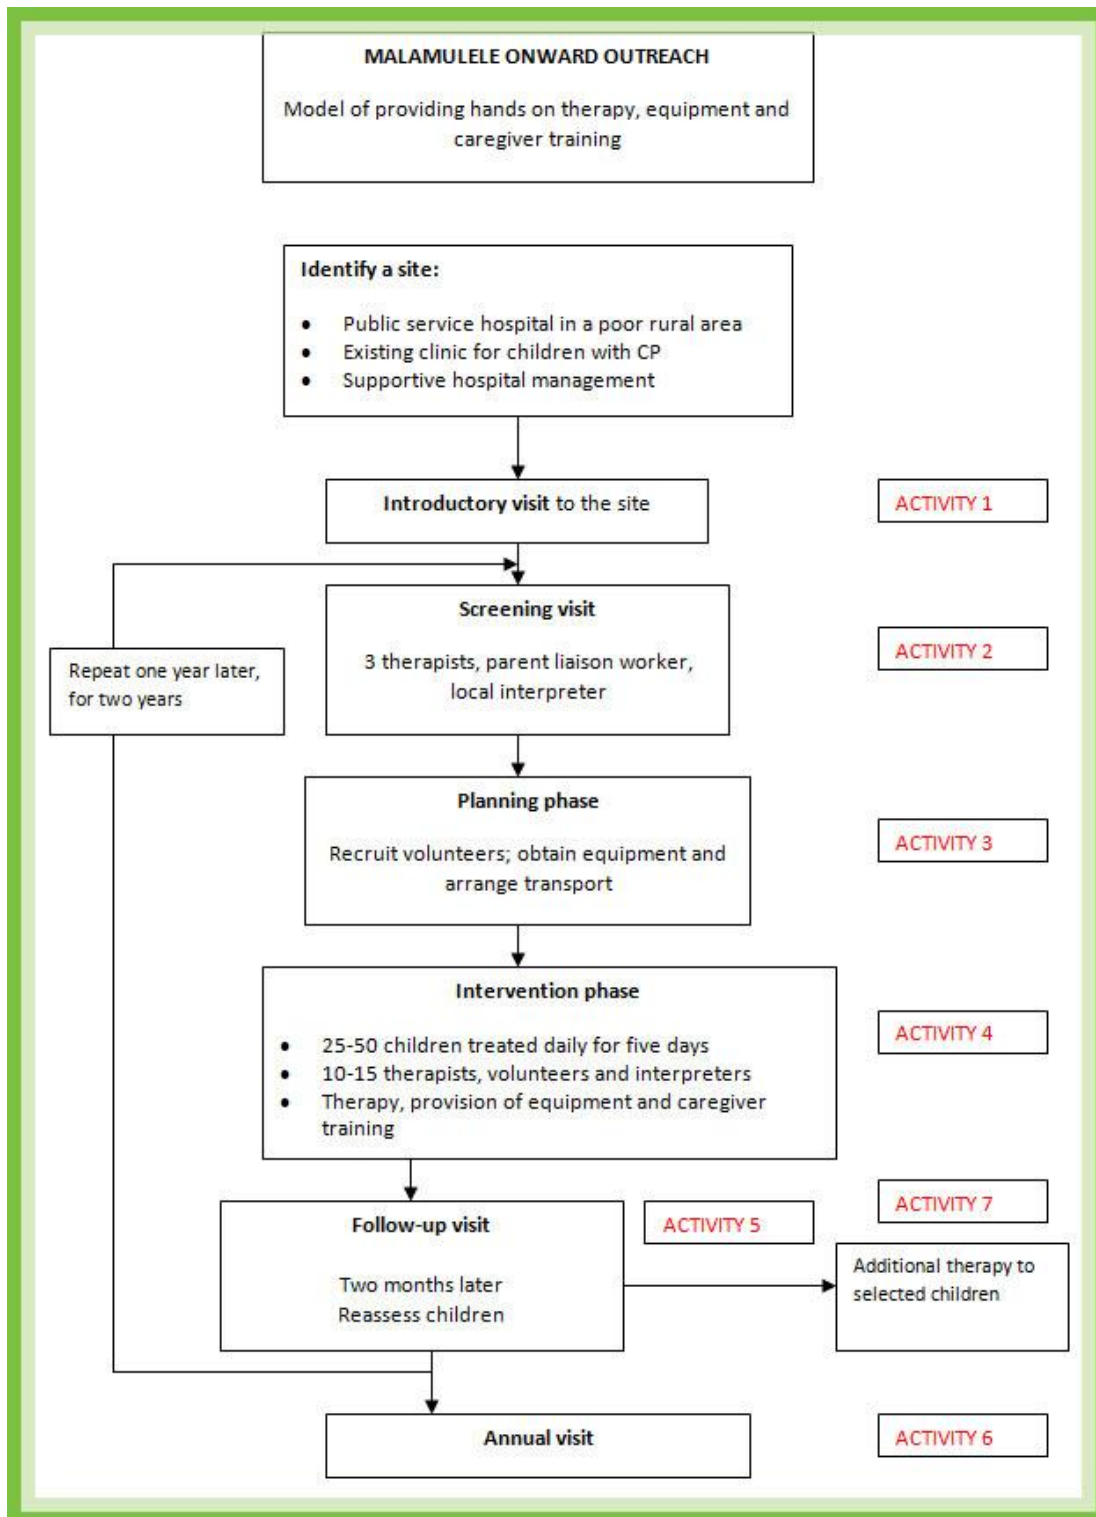 MALAMULELE ONWARD OUTREACH
Model of providing hands on therapy, equipment and
caregiver training
Identify a site:
• Public service hospital in a poor rural area
• Existing clinic for children with CP
• Supportive hospital management
Introductory visit to the site
ACTIVITY 1
Screening visit
3 therapists, parent liaison worker,
local interpreter
ACTIVITY 2
Repeat one year later,
for two years
Planning phase
Recruit volunteers; obtain equipment and
arrange transport
ACTIVITY 3
Intervention phase
• 25-50 children treated daily for five days
• 10-15 therapists, volunteers and interpreters
• Therapy, provision of equipment and caregiver
training
ACTIVITY 4
Follow-up visit
Two months later
Reassess children
ACTIVITY 5
ACTIVITY 7
Additional therapy to
selected children
Annual visit
ACTIVITY 6